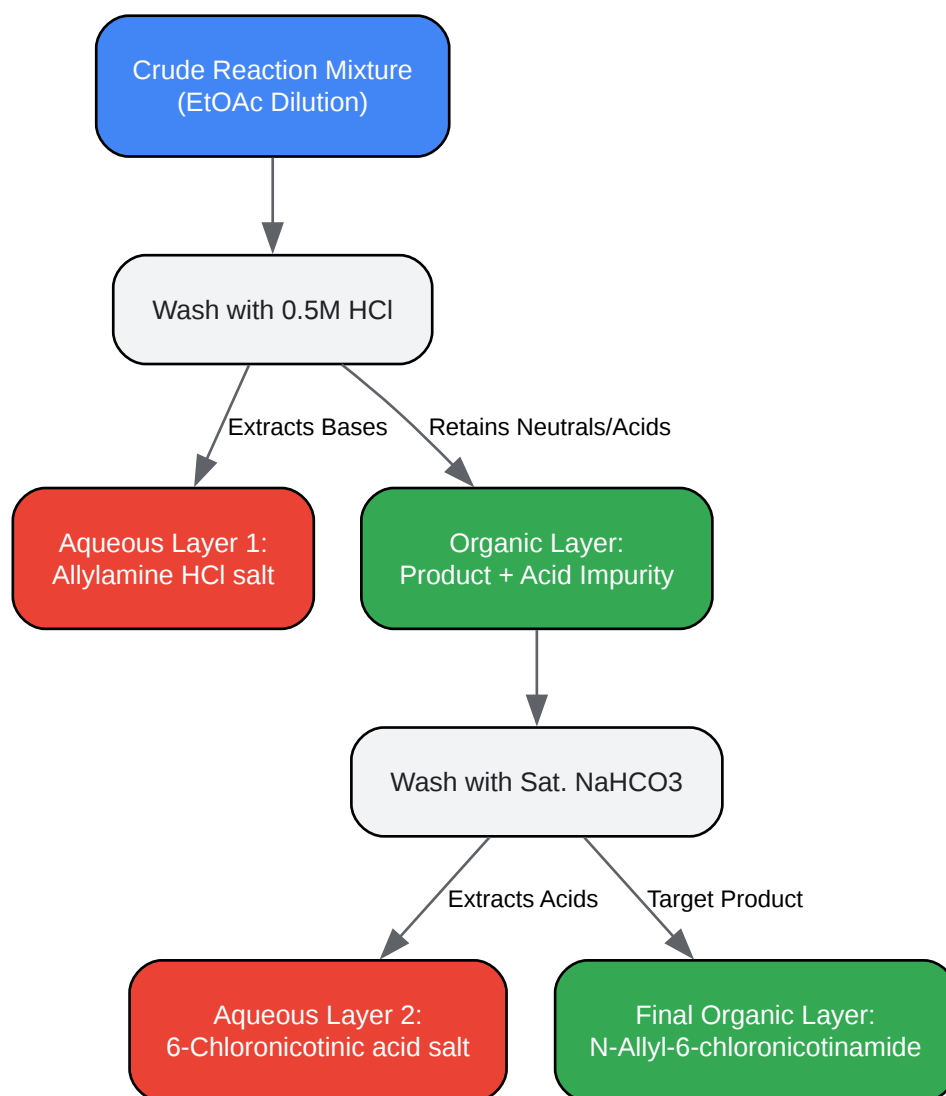 Crude Reaction Mixture
(EtOAc Dilution)
Wash with 0.5M HCl
Extracts Bases
Retains Neutrals/Acids
Aqueous Layer 1:
Allylamine HCl salt
Organic Layer:
Product + Acid Impurity
Wash with Sat. NaHCO3
Extracts Acids
Target Product
Aqueous Layer 2:
6-Chloronicotinic acid salt
Final Organic Layer:
N-Allyl-6-chloronicotinamide